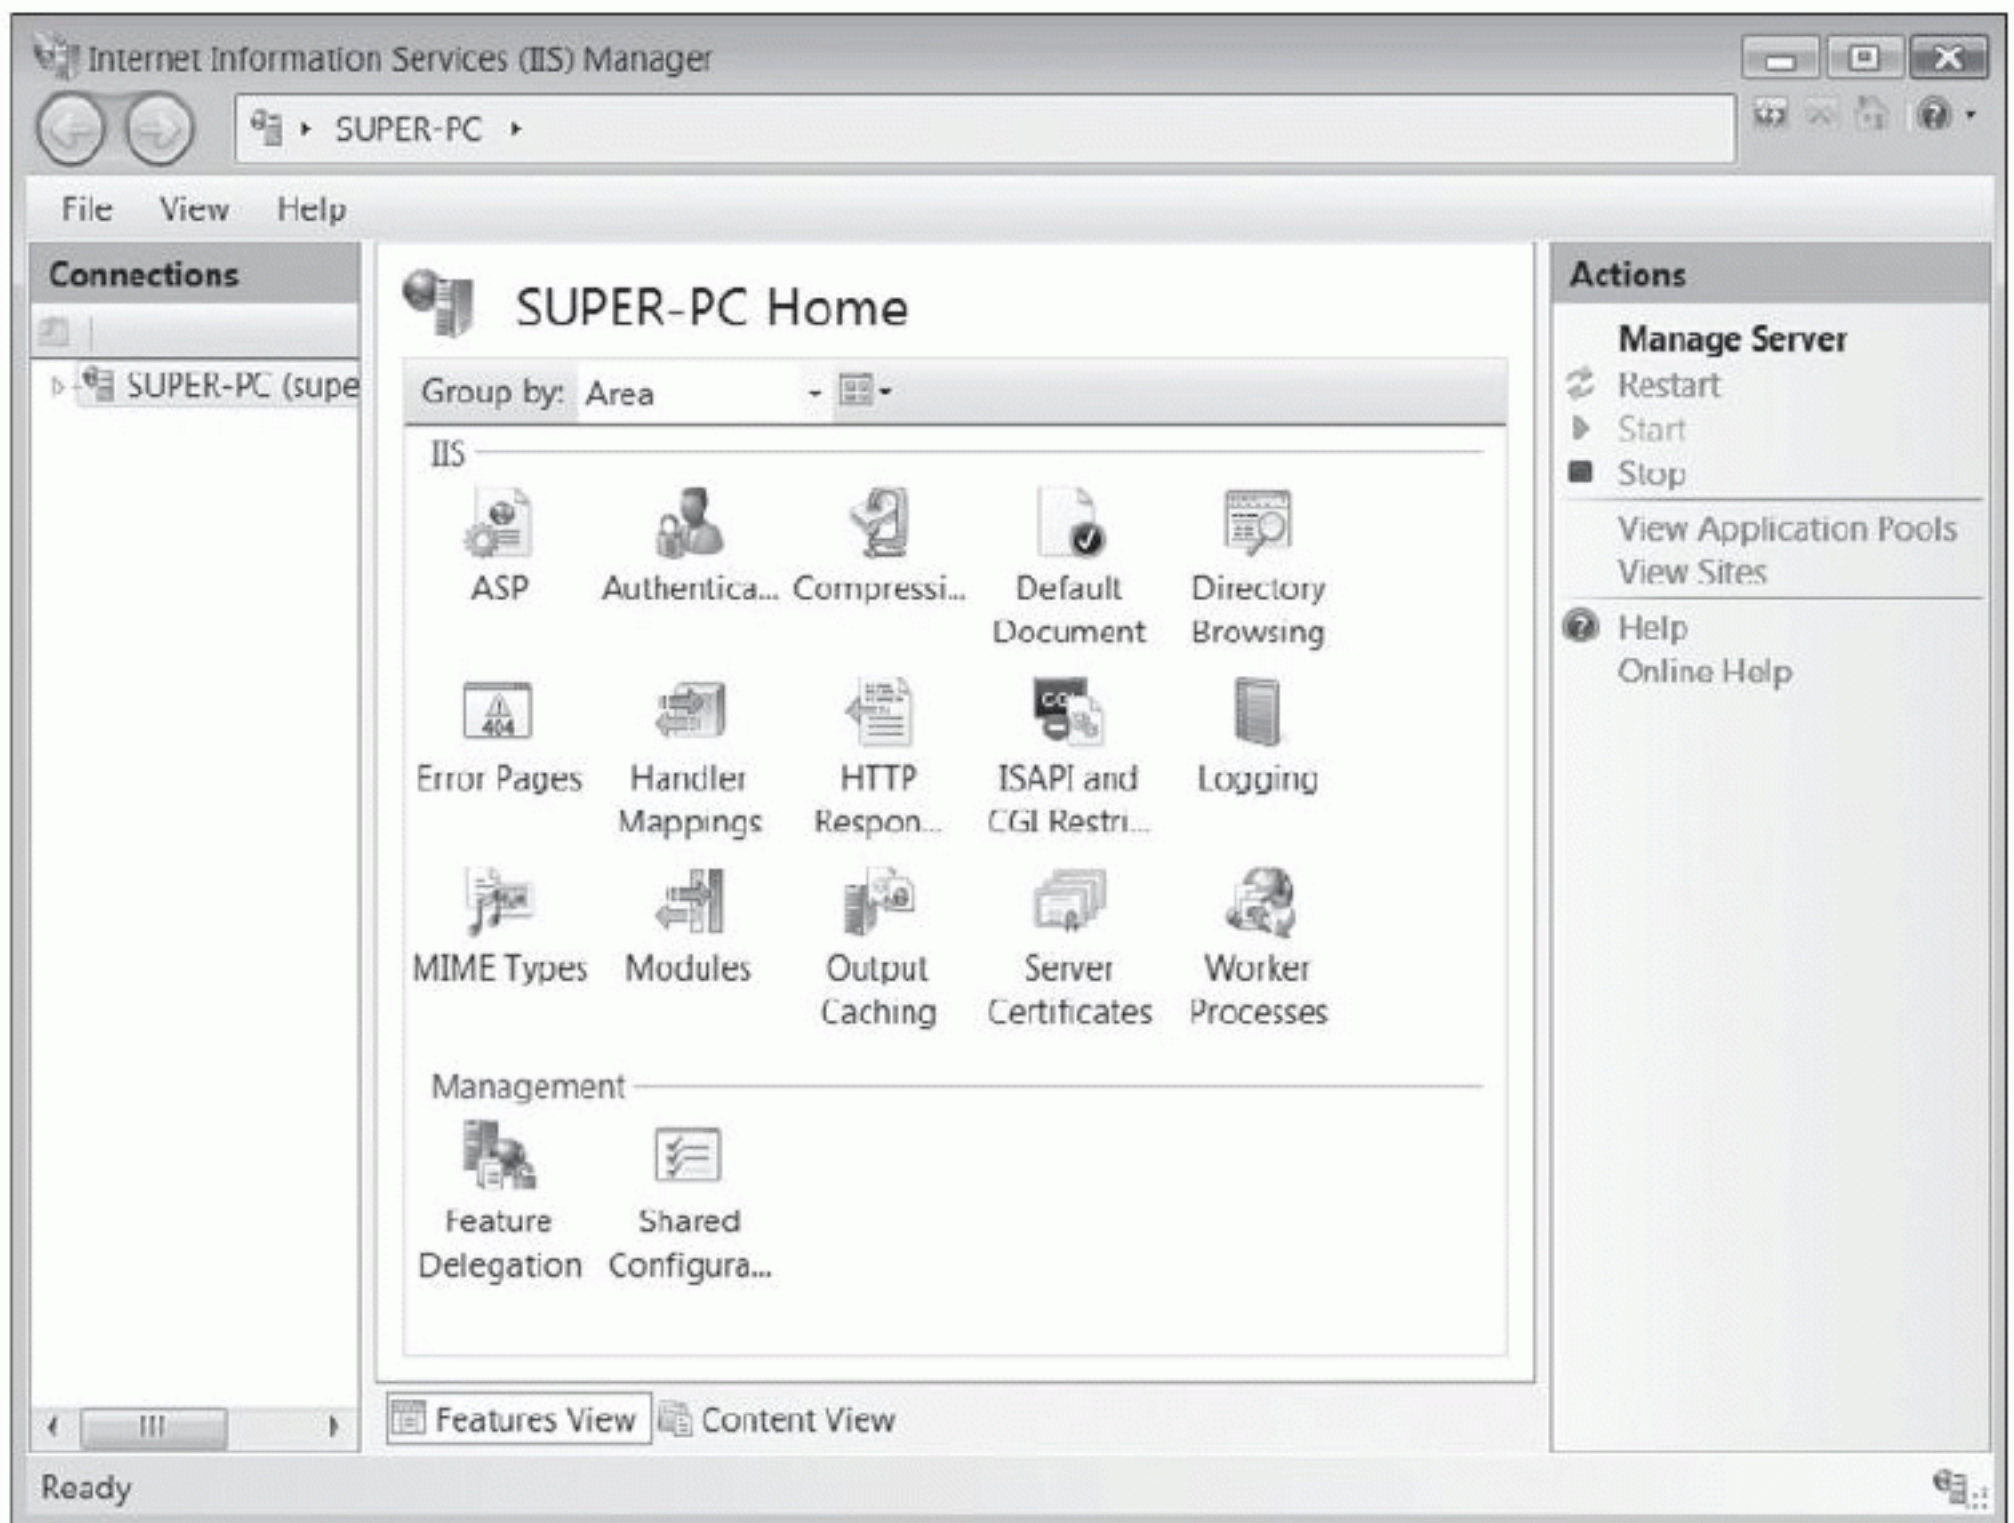 Internet Information Services (IIS) Manager
SUPER-PC
File View Help
Connections
SUPER-PC (supe
SUPER-PC Home
Group by: Area
IIS
ASP
Authentica...
Compressi...
Default
Document
Directory
Browsing
404
Error Pages
Handler
Mappings
HTTP
Respon...
ISAPI and
CGI Restri...
Logging
MIME Types
Modules
Output
Caching
Server
Certificates
Worker
Processes
Management
Feature
Delegation
Shared
Configura...
Features View
Content View
Actions
Manage Server
Restart
Start
Stop
View Application Pools
View Sites
Help
Online Help
Ready